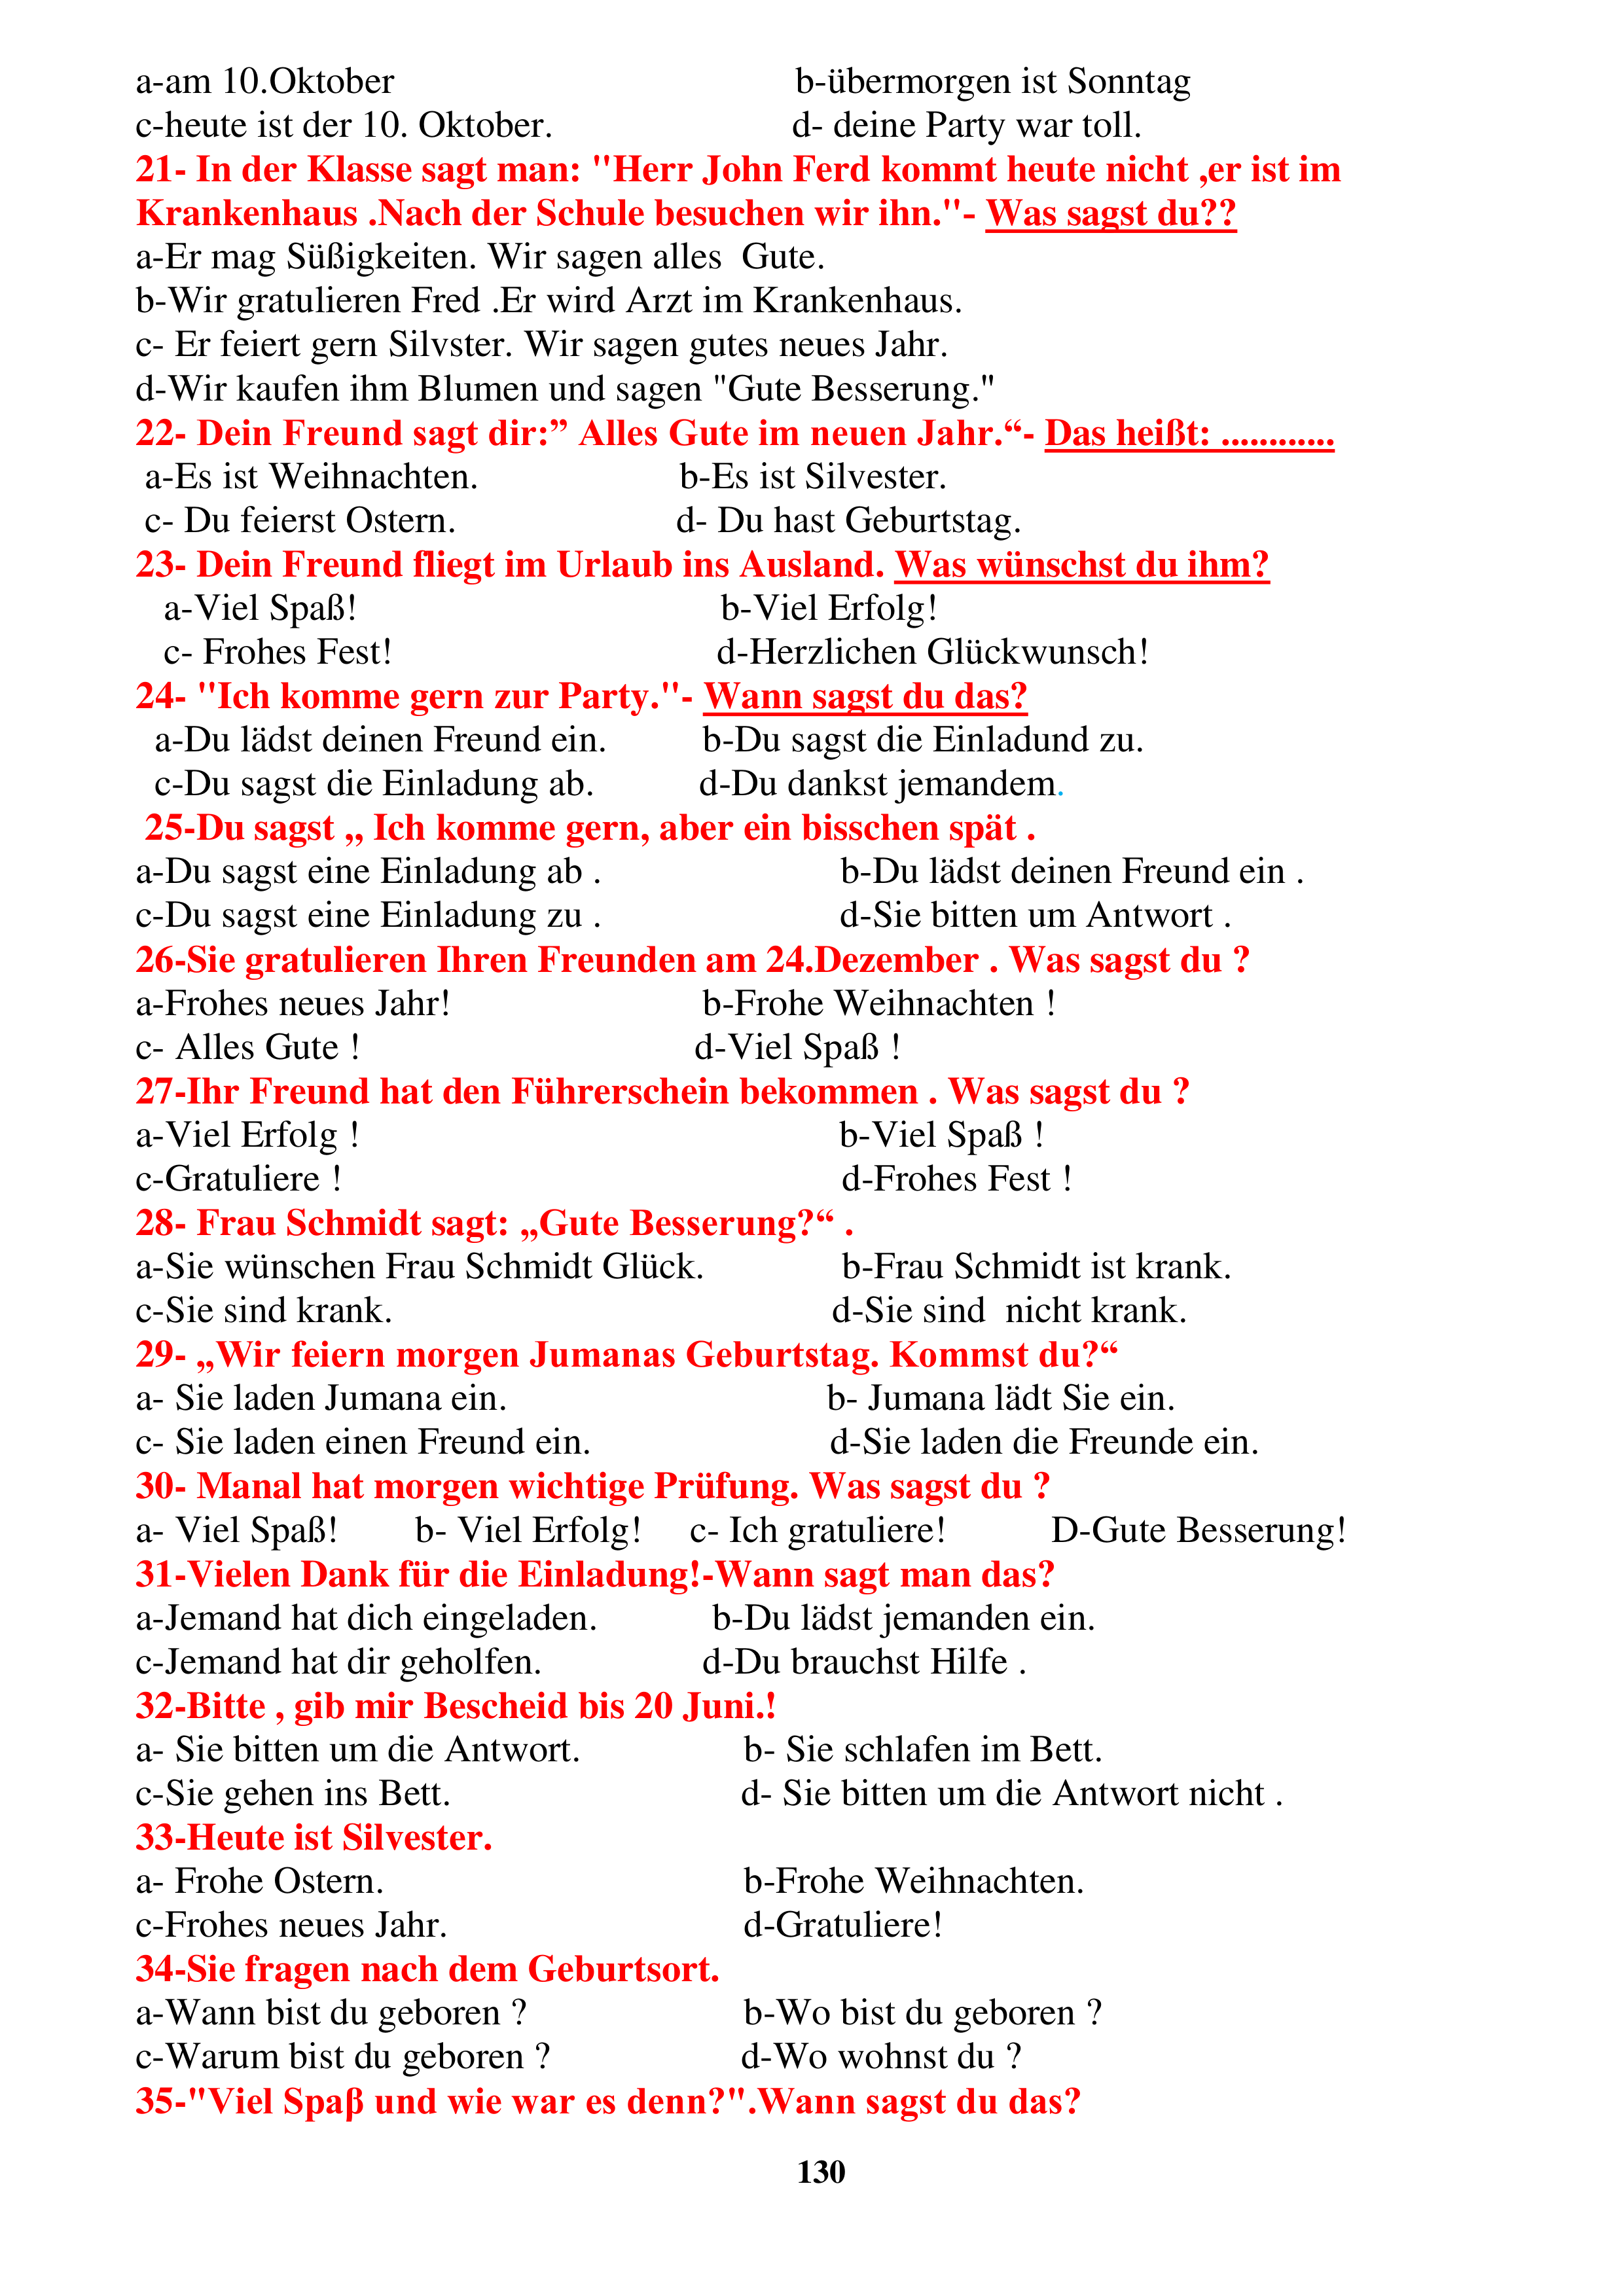 a-am 10.Oktober b-übermorgen ist Sonntag
c-heute ist der 10. Oktober. d- deine Party war toll.
21- In der Klasse sagt man: "Herr John Ferd kommt heute nicht ,er ist im
Krankenhaus .Nach der Schule besuchen wir ihn."- Was sagst du??
a-Er mag Süßigkeiten. Wir sagen alles Gute.
b-Wir gratulieren Fred .Er wird Arzt im Krankenhaus.
c- Er feiert gern Silvster. Wir sagen gutes neues Jahr.
d-Wir kaufen ihm Blumen und sagen "Gute Besserung."
22- Dein Freund sagt dir:” Alles Gute im neuen Jahr.“- Das heißt: ............
a-Es ist Weihnachten. b-Es ist Silvester.
c- Du feierst Ostern. d- Du hast Geburtstag.
23- Dein Freund fliegt im Urlaub ins Ausland. Was wünschst du ihm?
a-Viel Spaß! b-Viel Erfolg!
c- Frohes Fest! d-Herzlichen Glückwunsch!
24- "Ich komme gern zur Party."- Wann sagst du das?
a-Du lädst deinen Freund ein. b-Du sagst die Einladund zu.
c-Du sagst die Einladung ab. d-Du dankst jemandem.
25-Du sagst „ Ich komme gern, aber ein bisschen spät .
a-Du sagst eine Einladung ab . b-Du lädst deinen Freund ein .
c-Du sagst eine Einladung zu . d-Sie bitten um Antwort .
26-Sie gratulieren Ihren Freunden am 24.Dezember . Was sagst du ?
a-Frohes neues Jahr! b-Frohe Weihnachten !
c- Alles Gute ! d-Viel Spaß !
27-Ihr Freund hat den Führerschein bekommen . Was sagst du ?
a-Viel Erfolg ! b-Viel Spaß !
c-Gratuliere ! d-Frohes Fest !
28- Frau Schmidt sagt: „Gute Besserung?“ .
a-Sie wünschen Frau Schmidt Glück. b-Frau Schmidt ist krank.
c-Sie sind krank. d-Sie sind nicht krank.
29- „Wir feiern morgen Jumanas Geburtstag. Kommst du?“
a- Sie laden Jumana ein. b- Jumana lädt Sie ein.
c- Sie laden einen Freund ein. d-Sie laden die Freunde ein.
30- Manal hat morgen wichtige Prüfung. Was sagst du ?
a- Viel Spaß! b- Viel Erfolg! c- Ich gratuliere! D-Gute Besserung!
31-Vielen Dank für die Einladung!-Wann sagt man das?
a-Jemand hat dich eingeladen. b-Du lädst jemanden ein.
c-Jemand hat dir geholfen. d-Du brauchst Hilfe .
32-Bitte , gib mir Bescheid bis 20 Juni.!
a- Sie bitten um die Antwort. b- Sie schlafen im Bett.
c-Sie gehen ins Bett. d- Sie bitten um die Antwort nicht .
33-Heute ist Silvester.
a- Frohe Ostern. b-Frohe Weihnachten.
c-Frohes neues Jahr. d-Gratuliere!
34-Sie fragen nach dem Geburtsort.
a-Wann bist du geboren ? b-Wo bist du geboren ?
c-Warum bist du geboren ? d-Wo wohnst du ?
35-"Viel Spaβ und wie war es denn?".Wann sagst du das?
130